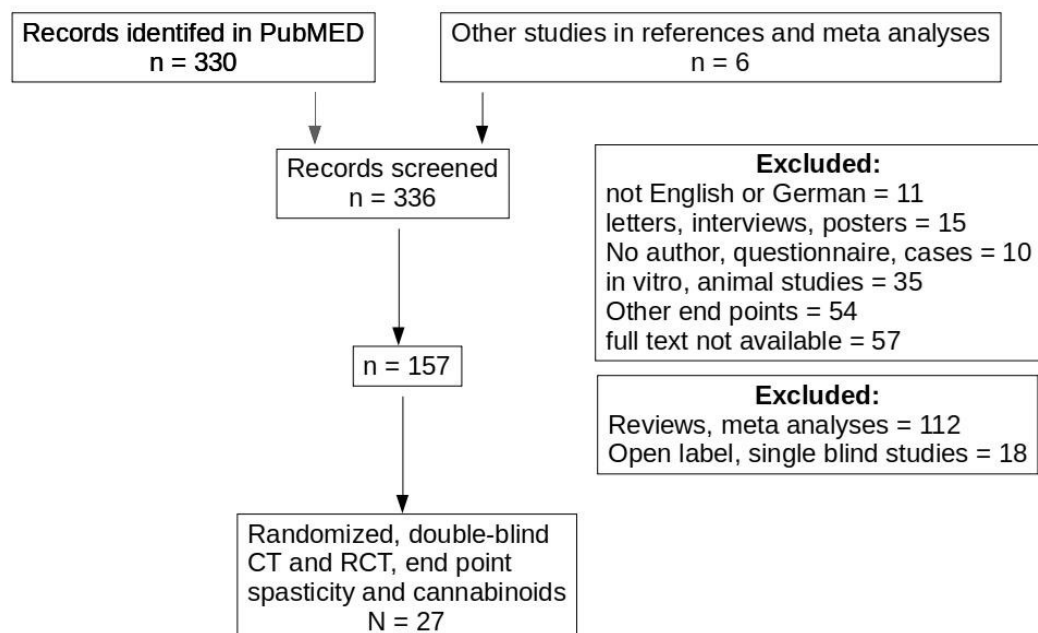 Records identifed in PubMED
n = 330
Other studies in references and meta analyses
n = 6
Records screened
n = 336
Excluded:
not English or German = 11
letters, interviews, posters = 15
No author, questionnaire, cases = 10
in vitro, animal studies = 35
Other end points = 54
full text not available = 57
n = 157
Excluded:
Reviews, meta analyses = 112
Open label, single blind studies = 18
Randomized, double-blind
CT and RCT, end point
spasticity and cannabinoids
N = 27